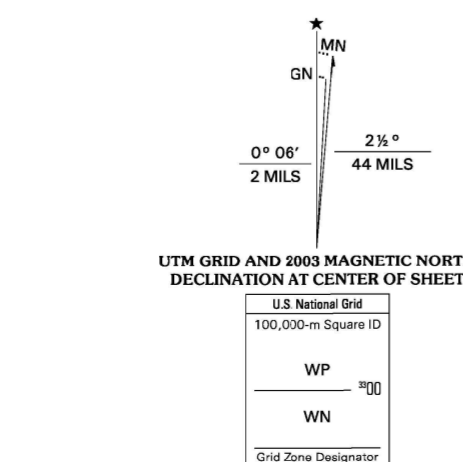 ★
MN
GN
0° 06′
2 MILS
2½°
44 MILS
UTM GRID AND 2003 MAGNETIC NORT
DECLINATION AT CENTER OF SHEET
U.S. National Grid
100,000-m Square ID
WP
³³00
WN
Grid Zone Designator